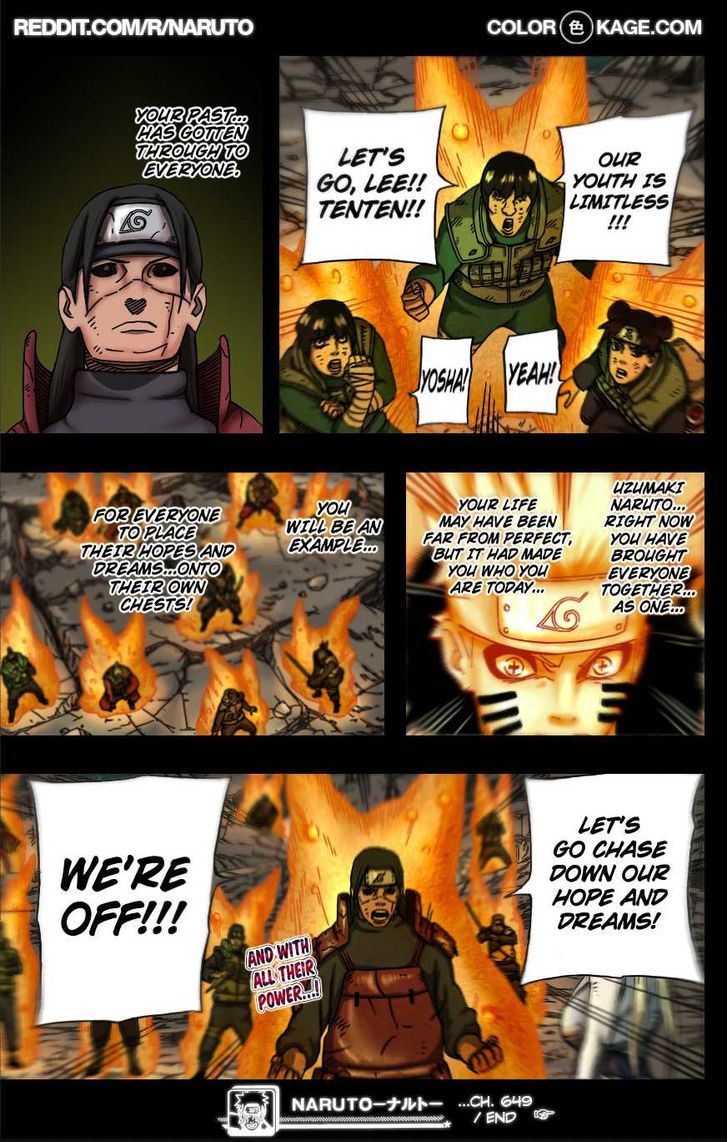 REDDIT.COM/R/NARUTO
COLOR 色 KAGE.COM
OUR
YOUTH IS
LIMITLESS
!!!
LET'S
GO, LEE!!
TENTEN!!
YEAH!
YOSHA!
YOUR PAST...
HAS GOTTEN
THROUGH TO
EVERYONE.
UZUMAKI
NARUTO...
RIGHT NOW
YOU HAVE
BROUGHT
EVERYONE
TOGETHER...
AS ONE...
YOUR LIFE
MAY HAVE BEEN
FAR FROM PERFECT,
BUT IT HAD MADE
YOU WHO YOU
ARE TODAY...
YOU
WILL BE AN
EXAMPLE...
FOR EVERYONE
TO PLACE
THEIR HOPES AND
DREAMS...ONTO
THEIR OWN
CHESTS!
LET'S
GO CHASE
DOWN OUR
HOPE AND
DREAMS!
AND WITH
ALL THEIR
POWER...!
WE'RE
OFF!!!
NARUTO—ナルト— ...CH. 649
/ END